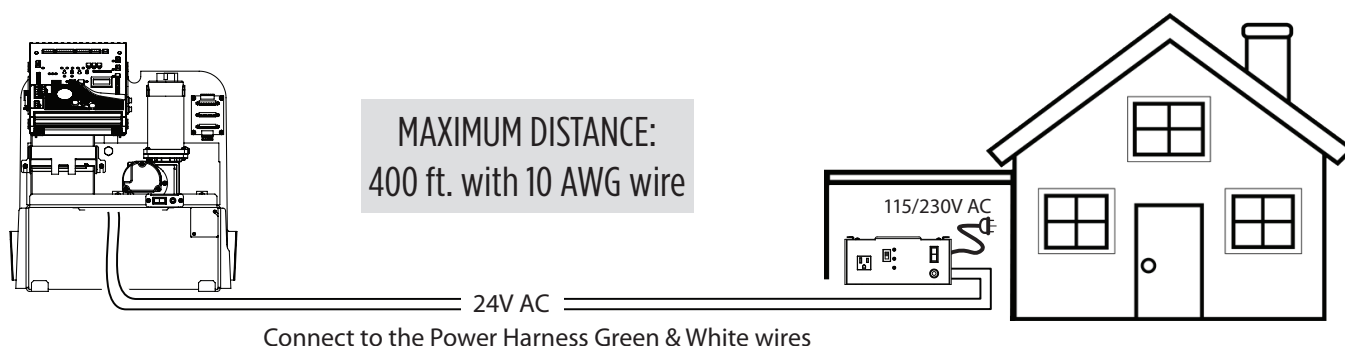 MAXIMUM DISTANCE:
400 ft. with 10 AWG wire
115/230V AC
24V AC
Connect to the Power Harness Green & White wires